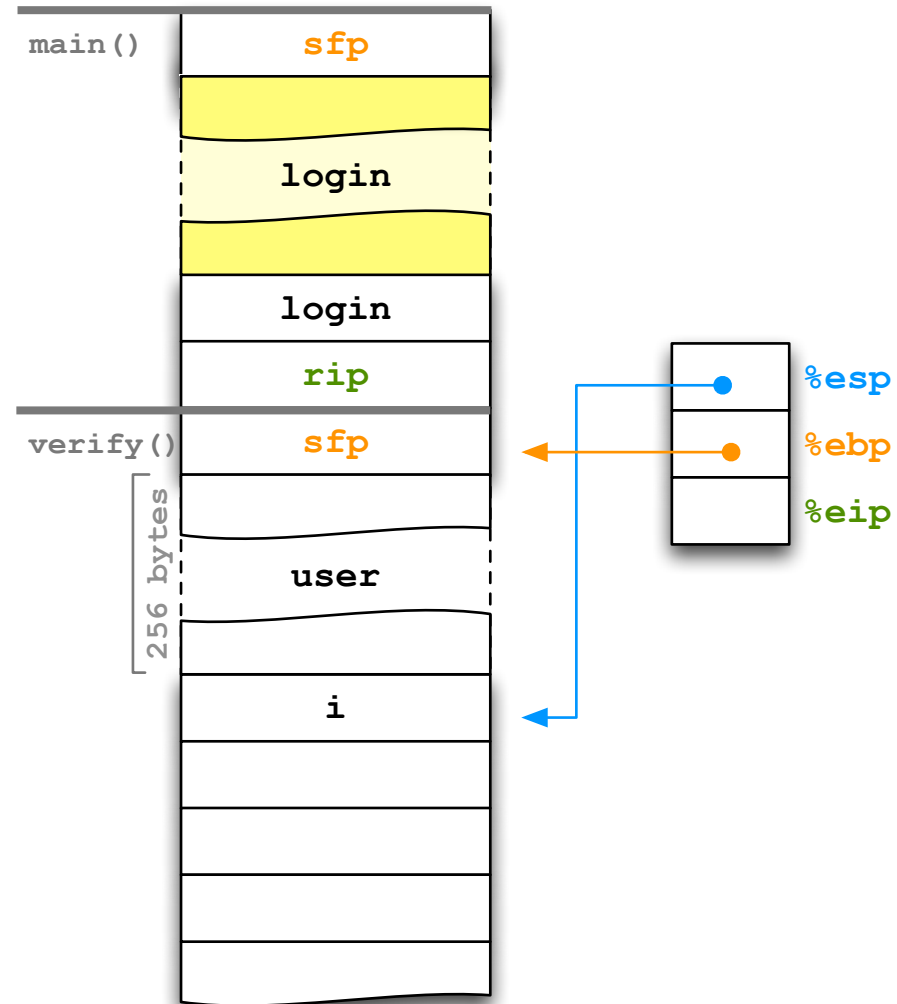 main()
sfp
login
login
rip
%esp
verify()
sfp
%ebp
256 bytes
%eip
user
i